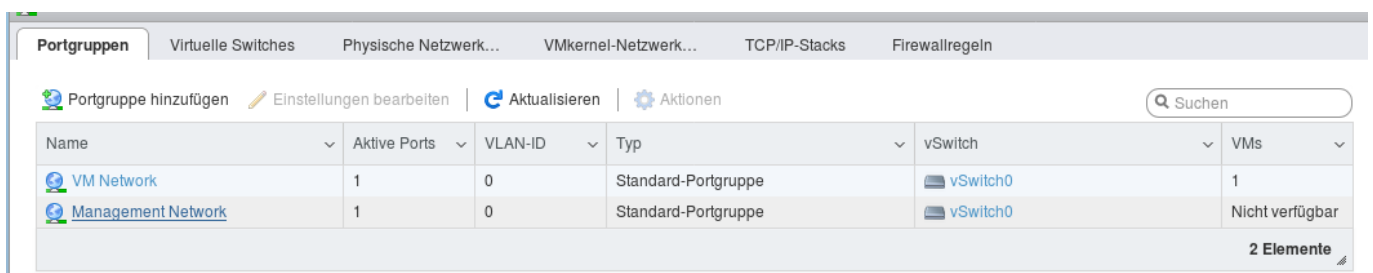 Portgruppen Virtuelle Switches Physische Netzwerk... VMkernel-Netzwerk... TCP/IP-Stacks Firewallregeln
Portgruppe hinzufügen Einstellungen bearbeiten Aktualisieren Aktionen Suchen
Name Aktive Ports VLAN-ID Typ vSwitch VMs
VM Network 1 0 Standard-Portgruppe vSwitch0 1
Management Network 1 0 Standard-Portgruppe vSwitch0 Nicht verfügbar
2 Elemente